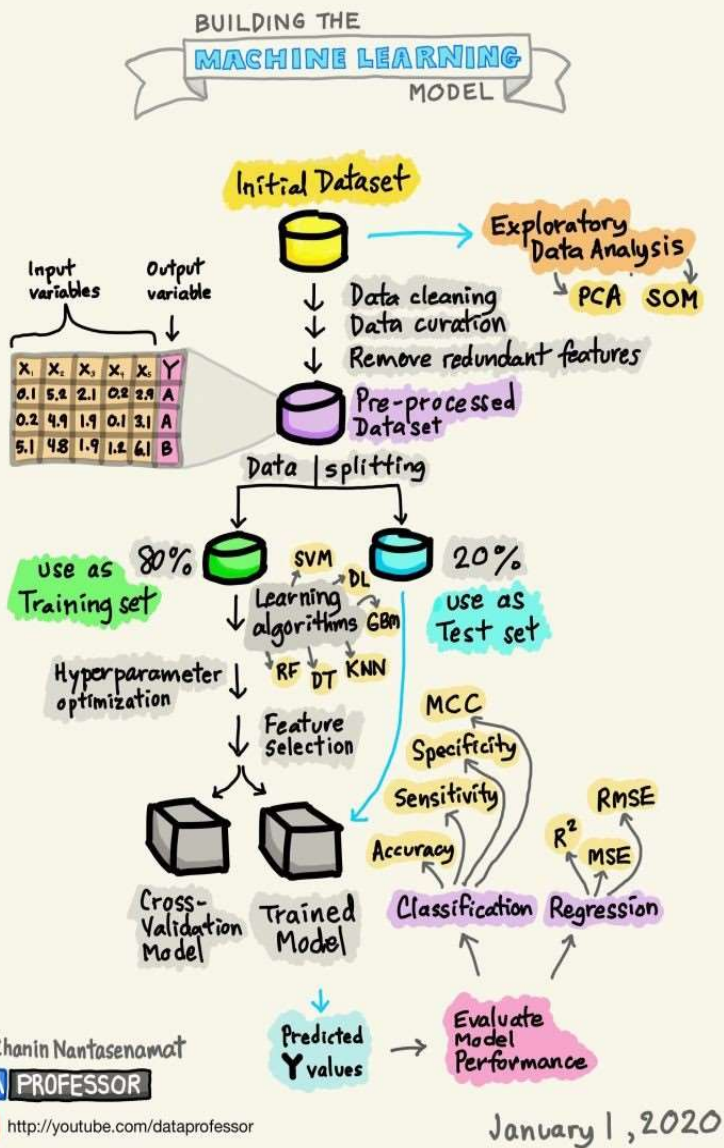 BUILDING THE
MACHINE LEARNING
MODEL
Initial Dataset
Exploratory
Data Analysis
PCA SOM
Data cleaning
Data curation
Remove redundant features
Input
variables
Output
variable
X₁ X₂ X₃ X₄ X₅ Y
0.1 5.2 2.1 0.2 2.9 A
0.2 4.9 1.9 0.1 3.1 A
5.1 4.8 1.9 1.2 6.1 B
Pre-processed
Dataset
Data splitting
80%
use as
Training set
20%
use as
Test set
Learning
algorithms
SVM
DL
GBM
KNN
DT
RF
Hyperparameter
optimization
Feature
selection
Cross-
Validation
Model
Trained
Model
Predicted
Y values
Evaluate
Model
Performance
Classification
Accuracy
Sensitivity
Specificity
MCC
Regression
R²
MSE
RMSE
hanin Nantasenamat
PROFESSOR
http://youtube.com/dataprofessor
January 1, 2020